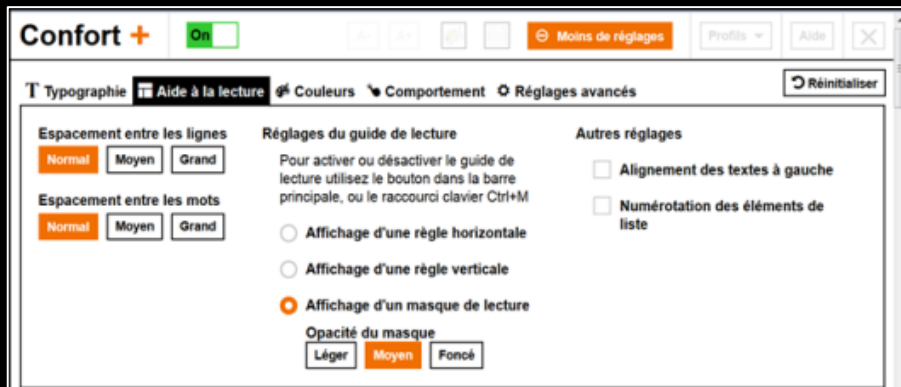 Confort +
On
A-
A+
Moins de réglages
Profils
Aide
Typographie
Aide à la lecture
Couleurs
Comportement
Réglages avancés
Réinitialiser
Espacement entre les lignes
Normal
Moyen
Grand
Espacement entre les mots
Normal
Moyen
Grand
Réglages du guide de lecture
Pour activer ou désactiver le guide de
lecture utilisez le bouton dans la barre
principale, ou le raccourci clavier Ctrl+M
Affichage d'une règle horizontale
Affichage d'une règle verticale
Affichage d'un masque de lecture
Opacité du masque
Léger
Moyen
Foncé
Autres réglages
Alignement des textes à gauche
Numérotation des éléments de
liste